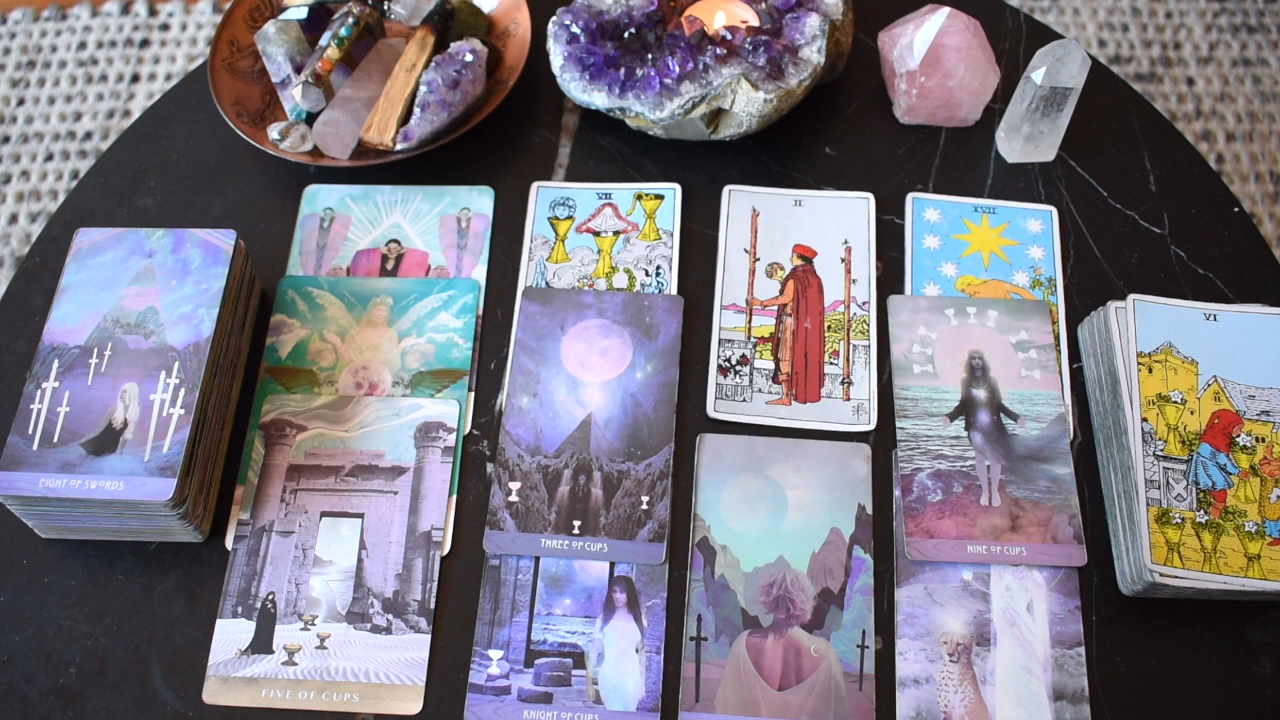 VII
II
XVII
VI
EIGHT OF SWORDS
THREE OF CUPS
NINE OF CUPS
FIVE OF CUPS
KNIGHT OF CUPS